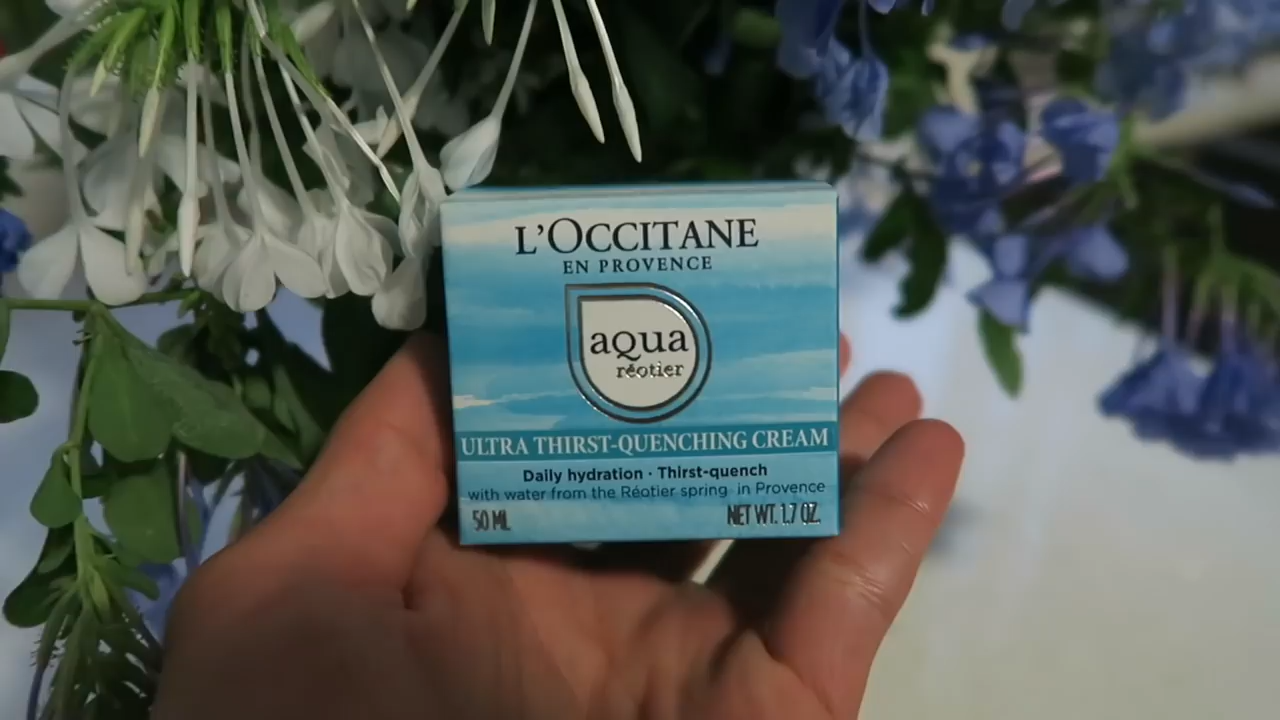 L'OCCITANE
EN PROVENCE
aqua
réotier
ULTRA THIRST-QUENCHING CREAM
Daily hydration · Thirst-quench
with water from the Réotier spring in Provence
50 ML NET WT. 1.7 OZ.